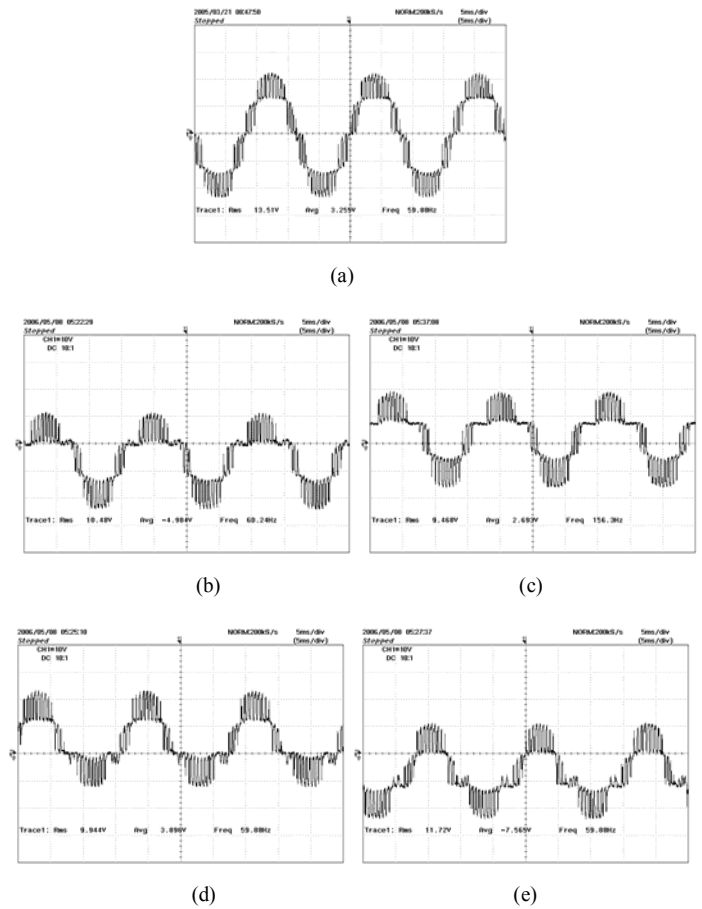 2005/03/21 08:47:50 NORM:200kS/s 5ms/div
Stopped (5ms/div)
Trace1: Rms 13.51V Avg 3.255V Freq 59.88Hz
(a)
2006/05/08 05:22:29 NORM:200kS/s 5ms/div
Stopped (5ms/div)
CH1=10V
DC 10:1
Trace1: Rms 10.48V Avg -4.984V Freq 60.24Hz
(b)
2006/05/08 05:37:08 NORM:200kS/s 5ms/div
Stopped (5ms/div)
CH1=10V
DC 10:1
Trace1: Rms 9.468V Avg 2.693V Freq 156.3Hz
(c)
2006/05/08 05:25:18 NORM:200kS/s 5ms/div
Stopped (5ms/div)
CH1=10V
DC 10:1
Trace1: Rms 9.944V Avg 3.896V Freq 59.88Hz
(d)
2006/05/08 05:27:37 NORM:200kS/s 5ms/div
Stopped (5ms/div)
CH1=10V
DC 10:1
Trace1: Rms 11.72V Avg -7.565V Freq 59.88Hz
(e)